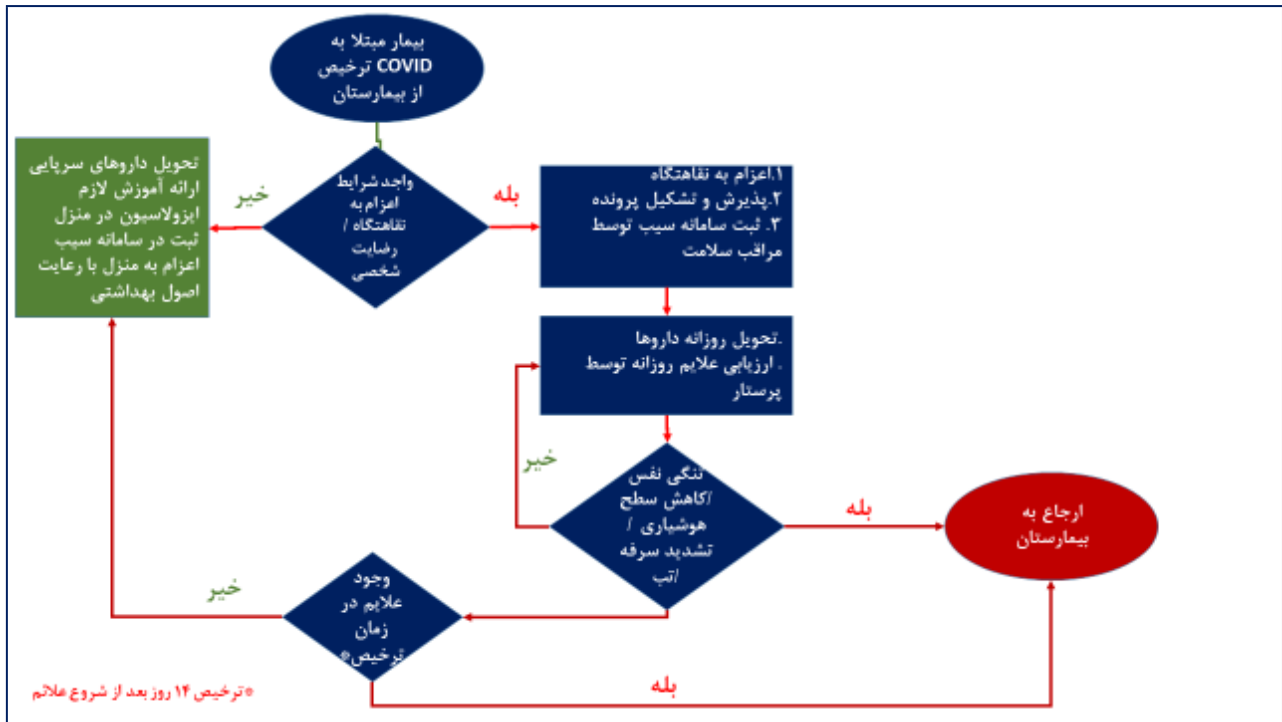 بیمار مبتلا به
COVID ترخیص
از بیمارستان
واجد شرایط
اعزام به
نقاهتگاه /
رضایت
شخصی
خیر
بله
تحویل داروهای سرپایی
ارائه آموزش لازم
ایزولاسیون در منزل
ثبت در سامانه سیب
اعزام به منزل با رعایت
اصول بهداشتی
۱.اعزام به نقاهتگاه
۲.پذیرش و تشکیل پرونده
۳. ثبت سامانه سیب توسط
مراقب سلامت
.تحویل روزانه داروها
. ارزیابی علایم روزانه توسط
پرستار
تنگی نفس
/کاهش سطح
هوشیاری /
تشدید سرفه
/تب
خیر
بله
ارجاع به
بیمارستان
وجود
علایم در
زمان
ترخیص*
خیر
بله
*ترخیص ۱۴ روز بعد از شروع علائم